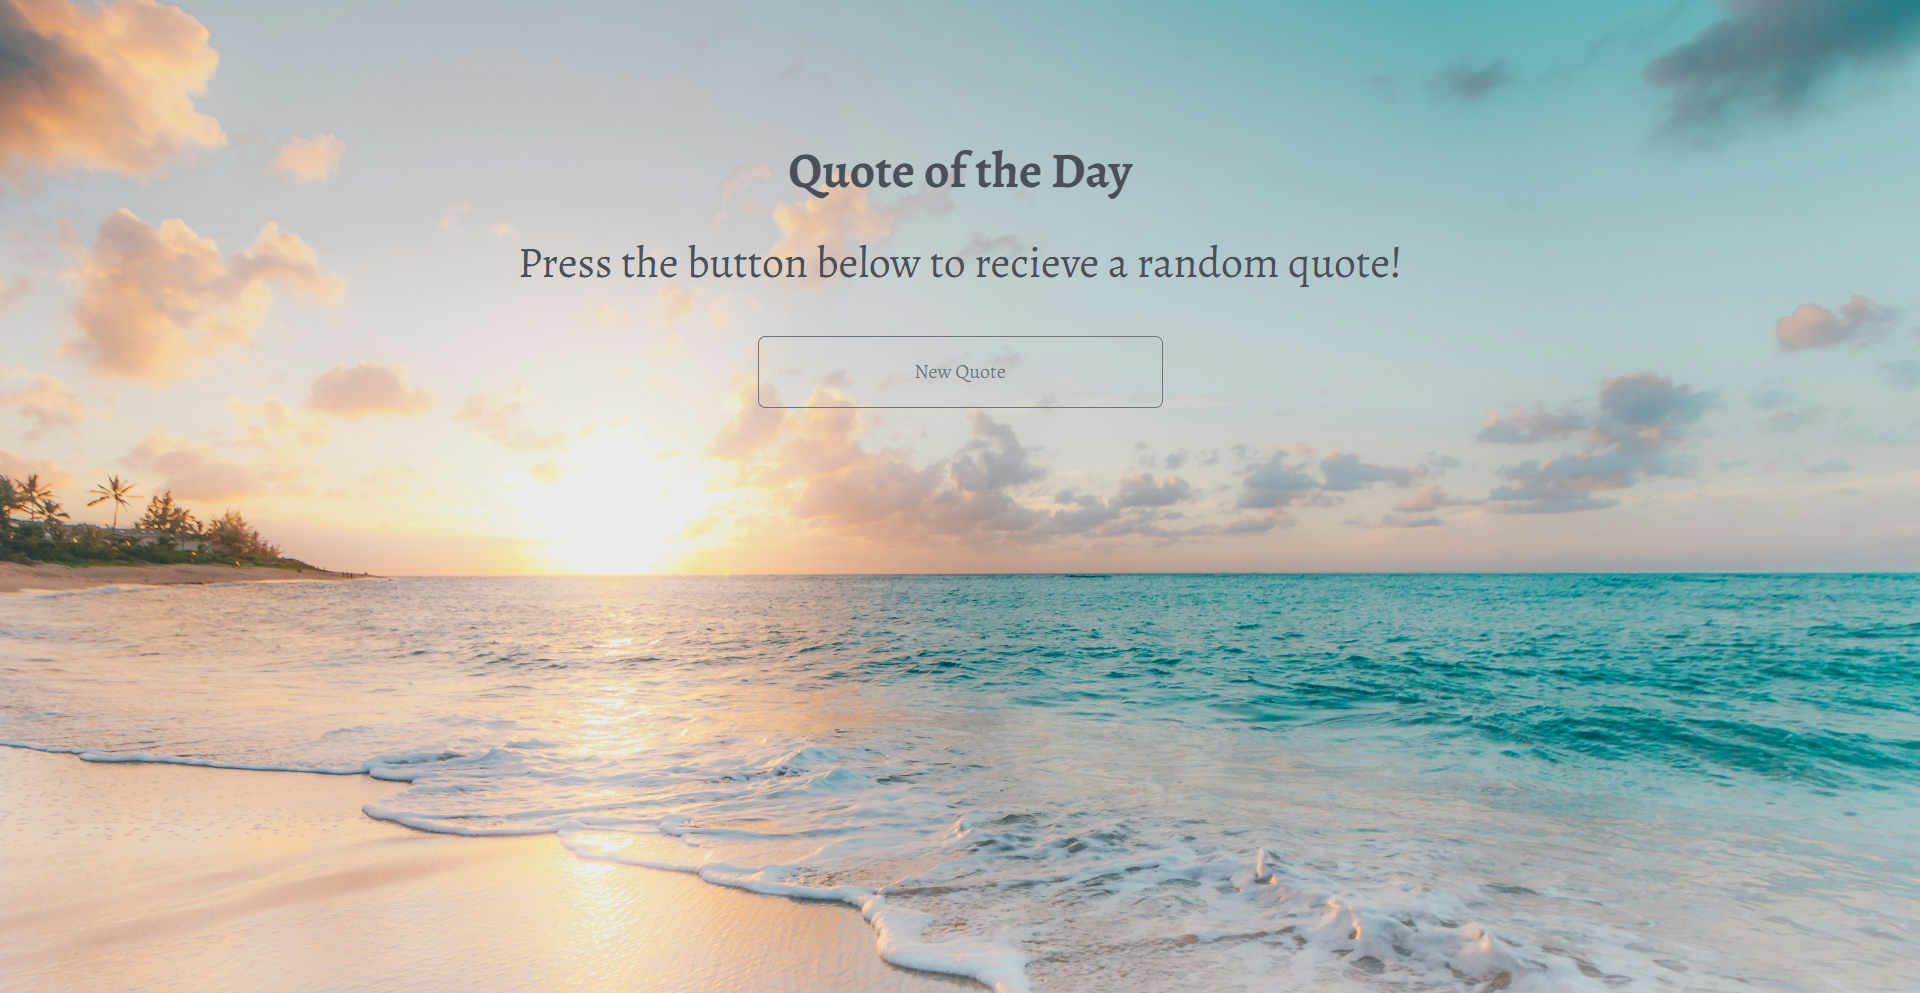 Quote of the Day
Press the button below to recieve a random quote!
New Quote